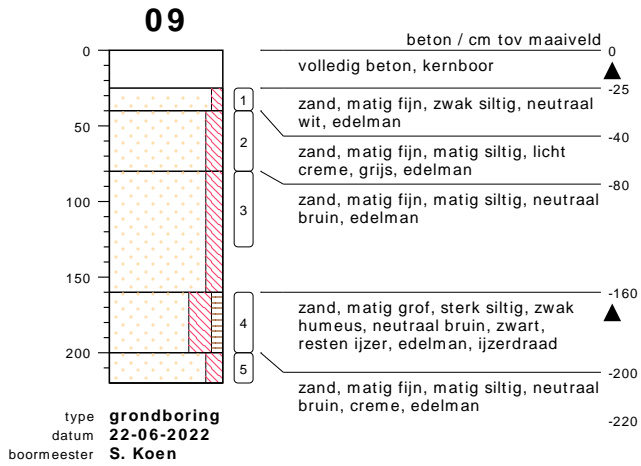 09
beton / cm tov maaiveld
0
0
volledig beton, kernboor
-25
1
zand, matig fijn, zwak siltig, neutraal
wit, edelman
-40
50
2
zand, matig fijn, matig siltig, licht
creme, grijs, edelman
-80
100
3
zand, matig fijn, matig siltig, neutraal
bruin, edelman
150
-160
4
zand, matig grof, sterk siltig, zwak
humeus, neutraal bruin, zwart,
resten ijzer, edelman, ijzerdraad
200
-200
5
zand, matig fijn, matig siltig, neutraal
bruin, creme, edelman
-220
type grondboring
datum 22-06-2022
boormeester S. Koen